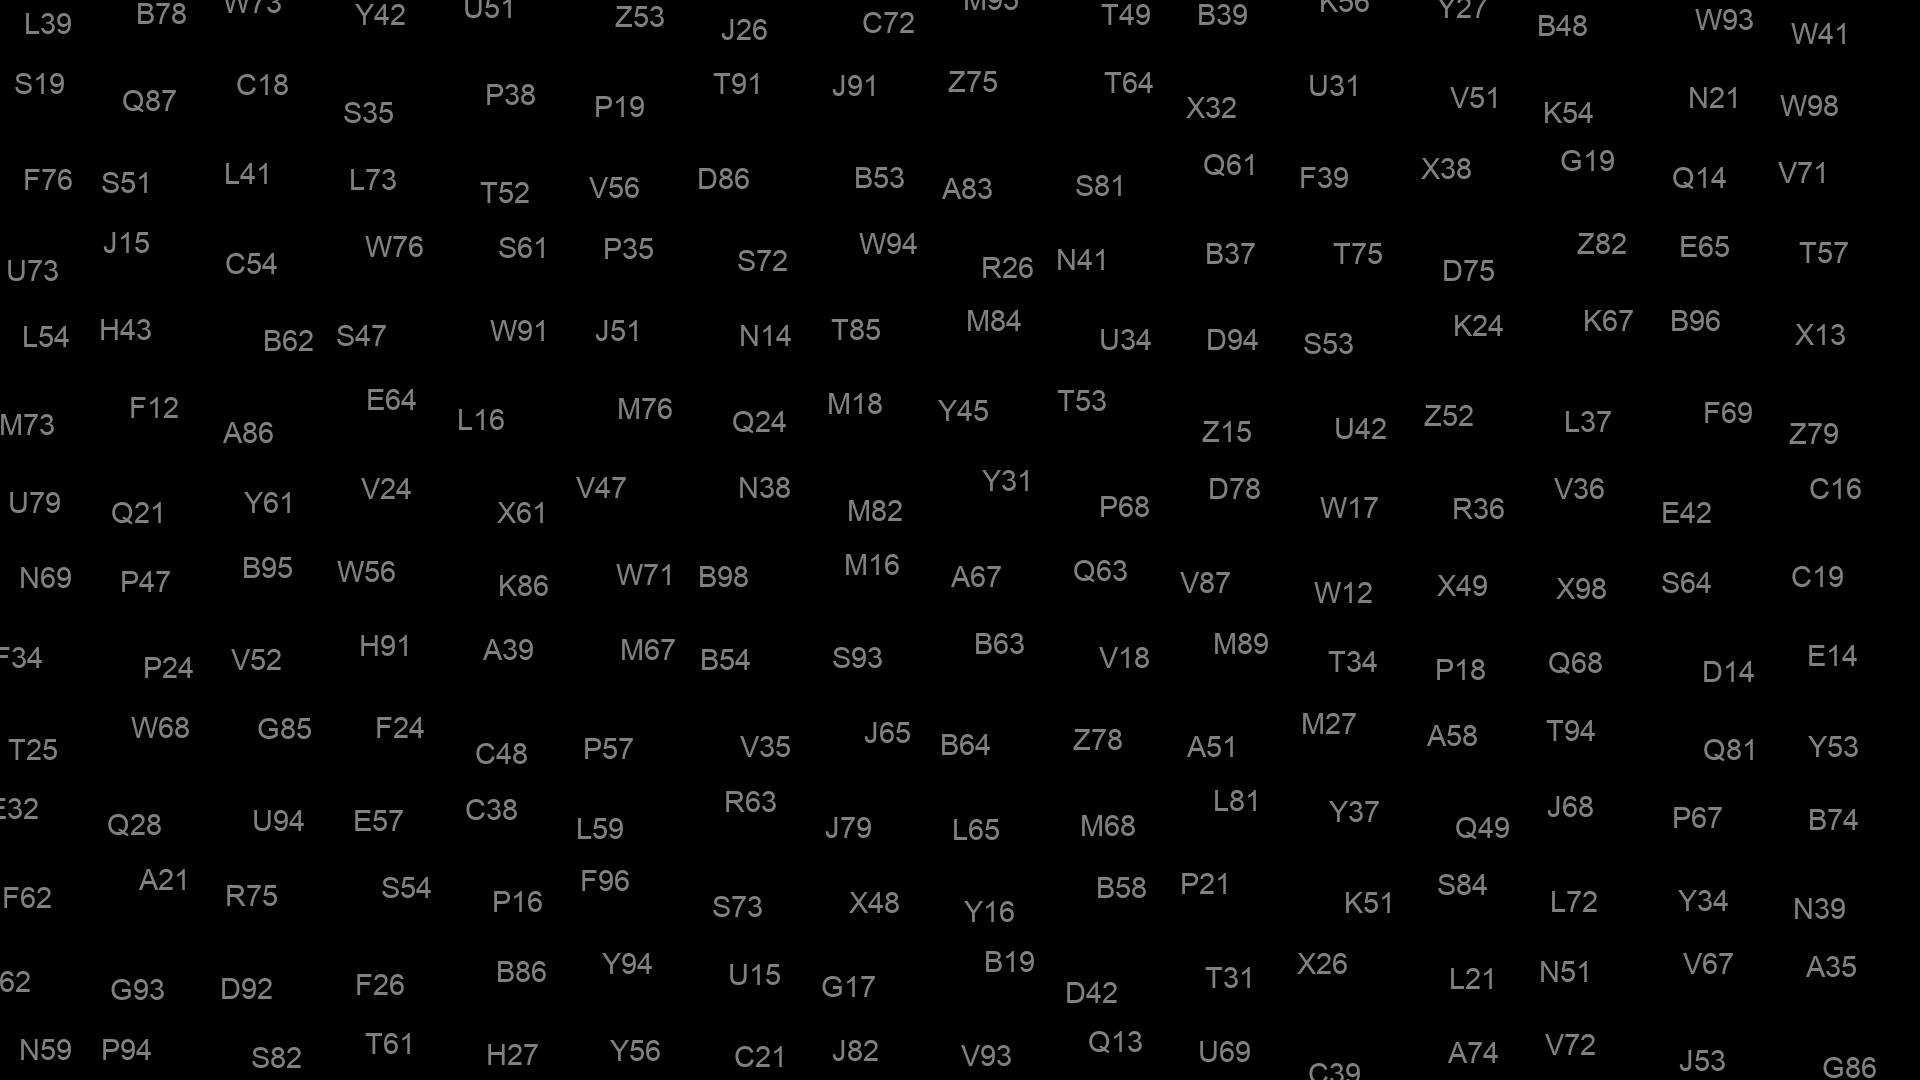 L39 B78 W73 Y42 U51 Z53 J26 C72 M95 T49 B39 K56 Y27 B48 W93 W41
S19 Q87 C18 S35 P38 P19 T91 J91 Z75 T64 X32 U31 V51 K54 N21 W98
F76 S51 L41 L73 T52 V56 D86 B53 A83 S81 Q61 F39 X38 G19 Q14 V71
U73 J15 C54 W76 S61 P35 S72 W94 R26 N41 B37 T75 D75 Z82 E65 T57
L54 H43 B62 S47 W91 J51 N14 T85 M84 U34 D94 S53 K24 K67 B96 X13
M73 F12 A86 E64 L16 M76 Q24 M18 Y45 T53 Z15 U42 Z52 L37 F69 Z79
U79 Q21 Y61 V24 X61 V47 N38 M82 Y31 P68 D78 W17 R36 V36 E42 C16
N69 P47 B95 W56 K86 W71 B98 M16 A67 Q63 V87 W12 X49 X98 S64 C19
F34 P24 V52 H91 A39 M67 B54 S93 B63 V18 M89 T34 P18 Q68 D14 E14
T25 W68 G85 F24 C48 P57 V35 J65 B64 Z78 A51 M27 A58 T94 Q81 Y53
E32 Q28 U94 E57 C38 L59 R63 J79 L65 M68 L81 Y37 Q49 J68 P67 B74
F62 A21 R75 S54 P16 F96 S73 X48 Y16 B58 P21 K51 S84 L72 Y34 N39
62 G93 D92 F26 B86 Y94 U15 G17 B19 D42 T31 X26 L21 N51 V67 A35
N59 P94 S82 T61 H27 Y56 C21 J82 V93 Q13 U69 C39 A74 V72 J53 G86